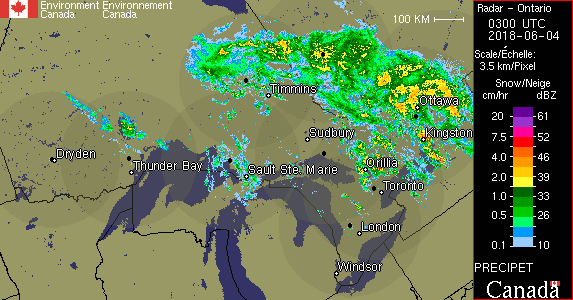 Environment Environnement
Canada Canada
100 KM
Radar - Ontario
0300 UTC
2018-06-04
Scale/Échelle:
3.5 km/Pixel
Snow/Neige
cm/hr dBZ
20 61
7.5 52
4.0 46
2.0 39
1.0 33
0.5 26
0.1 10
PRECIPET
Canada
Timmins
Ottawa
Kingston
Sudbury
Dryden
Thunder Bay
Sault Ste. Marie
Orillia
Toronto
London
Windsor